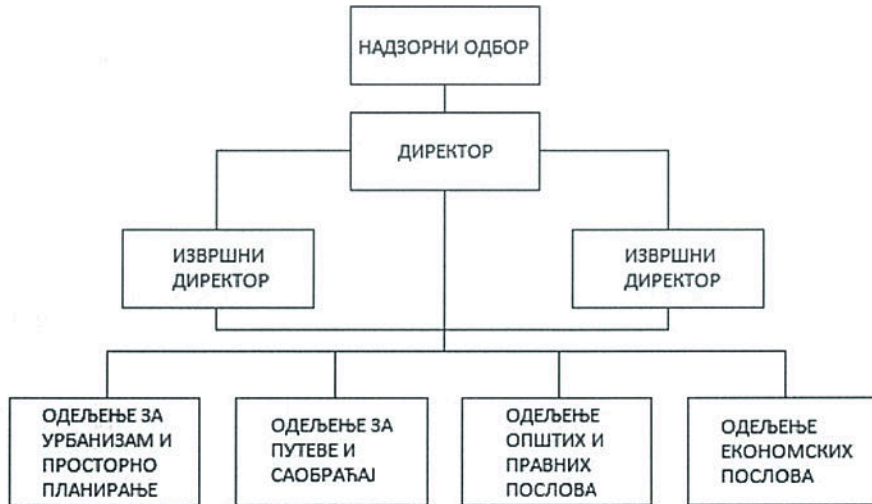 НАДЗОРНИ ОДБОР
ДИРЕКТОР
ИЗВРШНИ
ДИРЕКТОР
ИЗВРШНИ
ДИРЕКТОР
ОДЕЉЕЊЕ ЗА
УРБАНИЗАМ И
ПРОСТОРНО
ПЛАНИРАЊЕ
ОДЕЉЕЊЕ ЗА
ПУТЕВЕ И
САОБРАЋАЈ
ОДЕЉЕЊЕ
ОПШТИХ И
ПРАВНИХ
ПОСЛОВА
ОДЕЉЕЊЕ
ЕКОНОМСКИХ
ПОСЛОВА